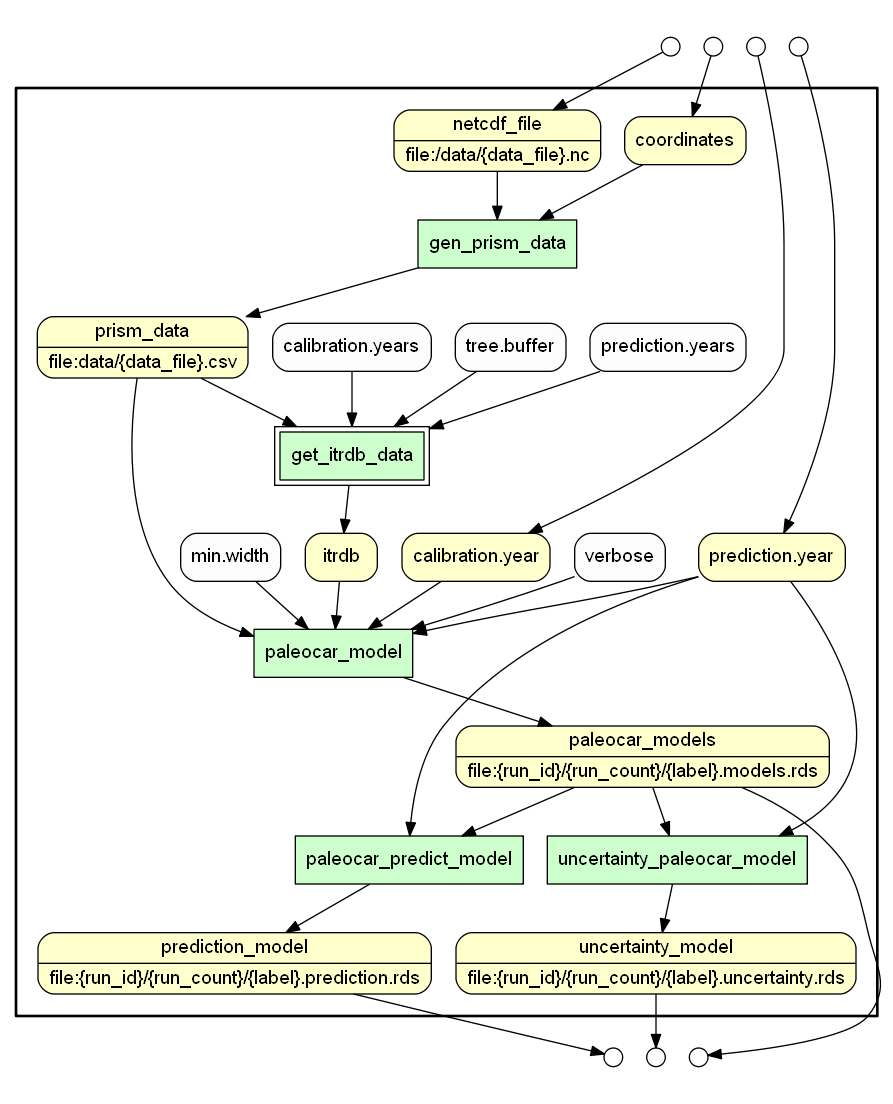 netcdf_file
file:/data/{data_file}.nc
coordinates
gen_prism_data
prism_data
file:data/{data_file}.csv
calibration.years
tree.buffer
prediction.years
get_itrdb_data
min.width
itrdb
calibration.year
verbose
prediction.year
paleocar_model
paleocar_models
file:{run_id}/{run_count}/{label}.models.rds
paleocar_predict_model
uncertainty_paleocar_model
prediction_model
file:{run_id}/{run_count}/{label}.prediction.rds
uncertainty_model
file:{run_id}/{run_count}/{label}.uncertainty.rds